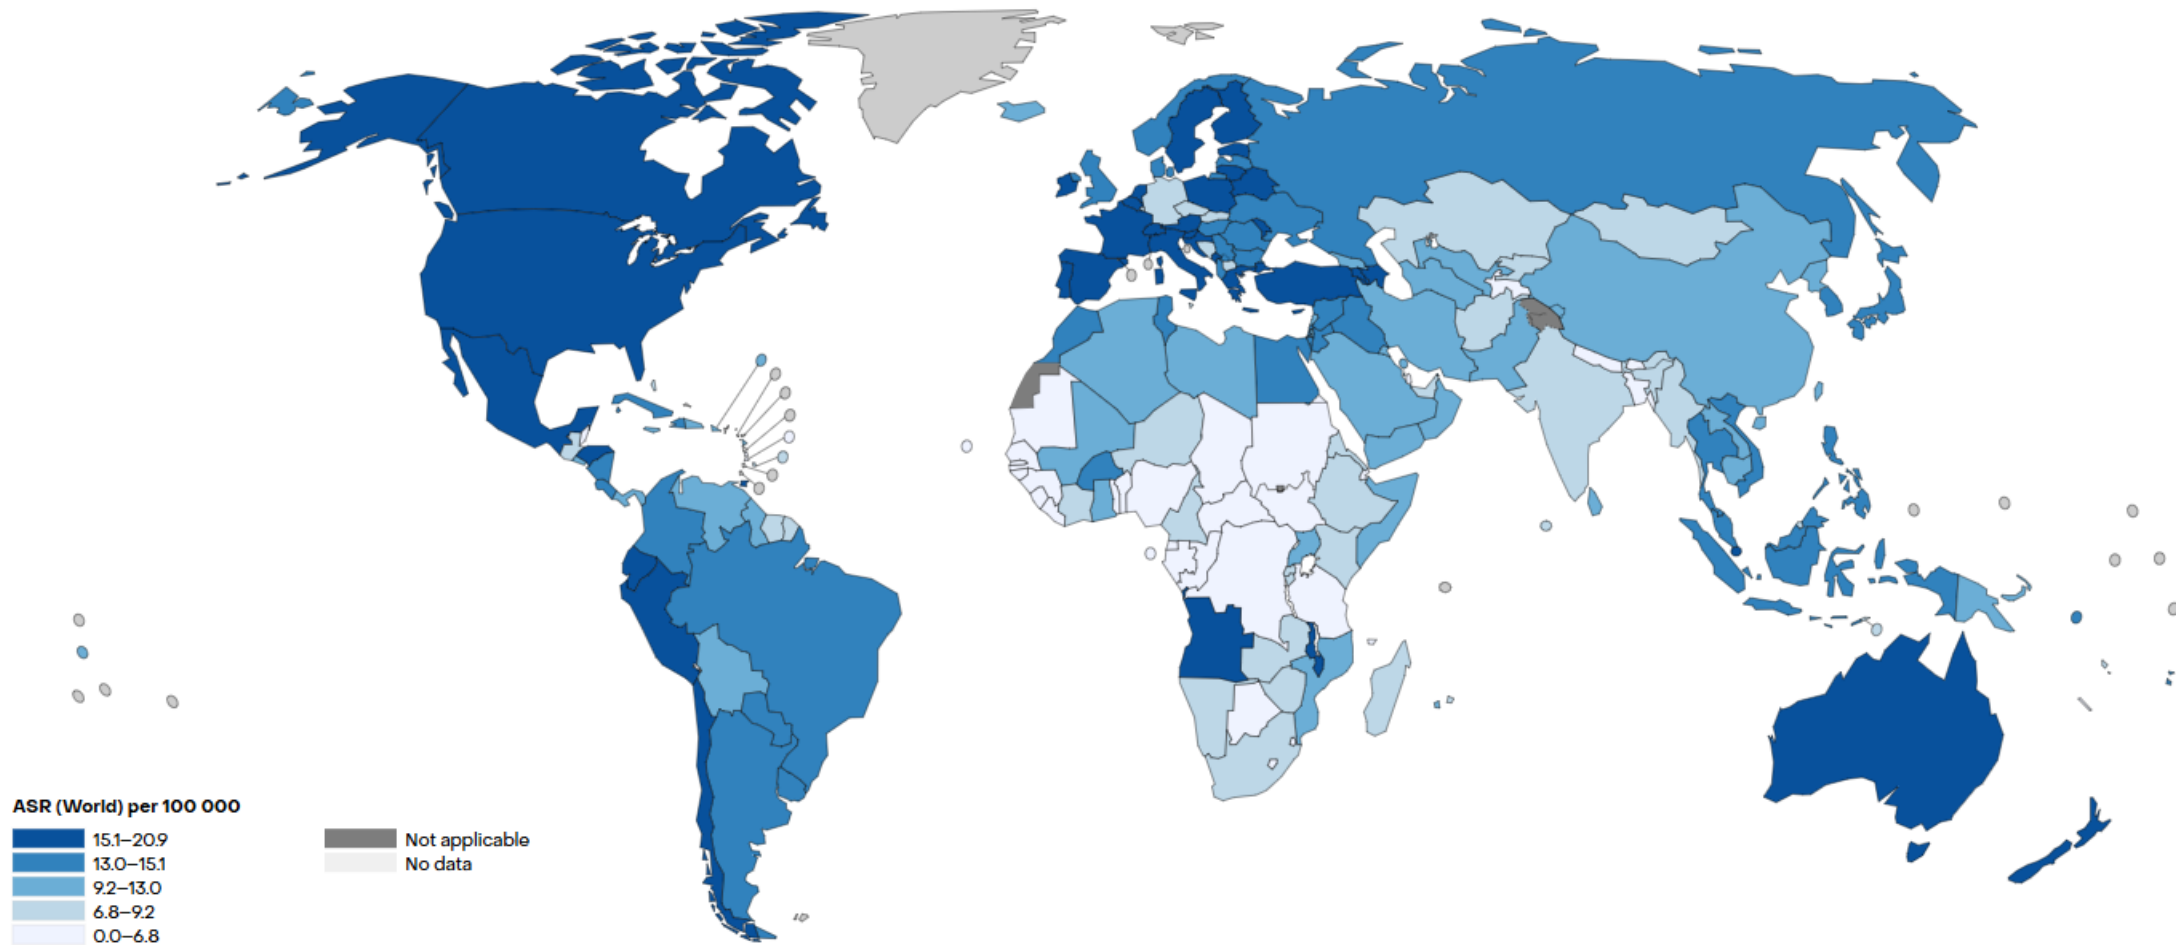 ASR (World) per 100 000
15.1–20.9
13.0–15.1
9.2–13.0
6.8–9.2
0.0–6.8
Not applicable
No data